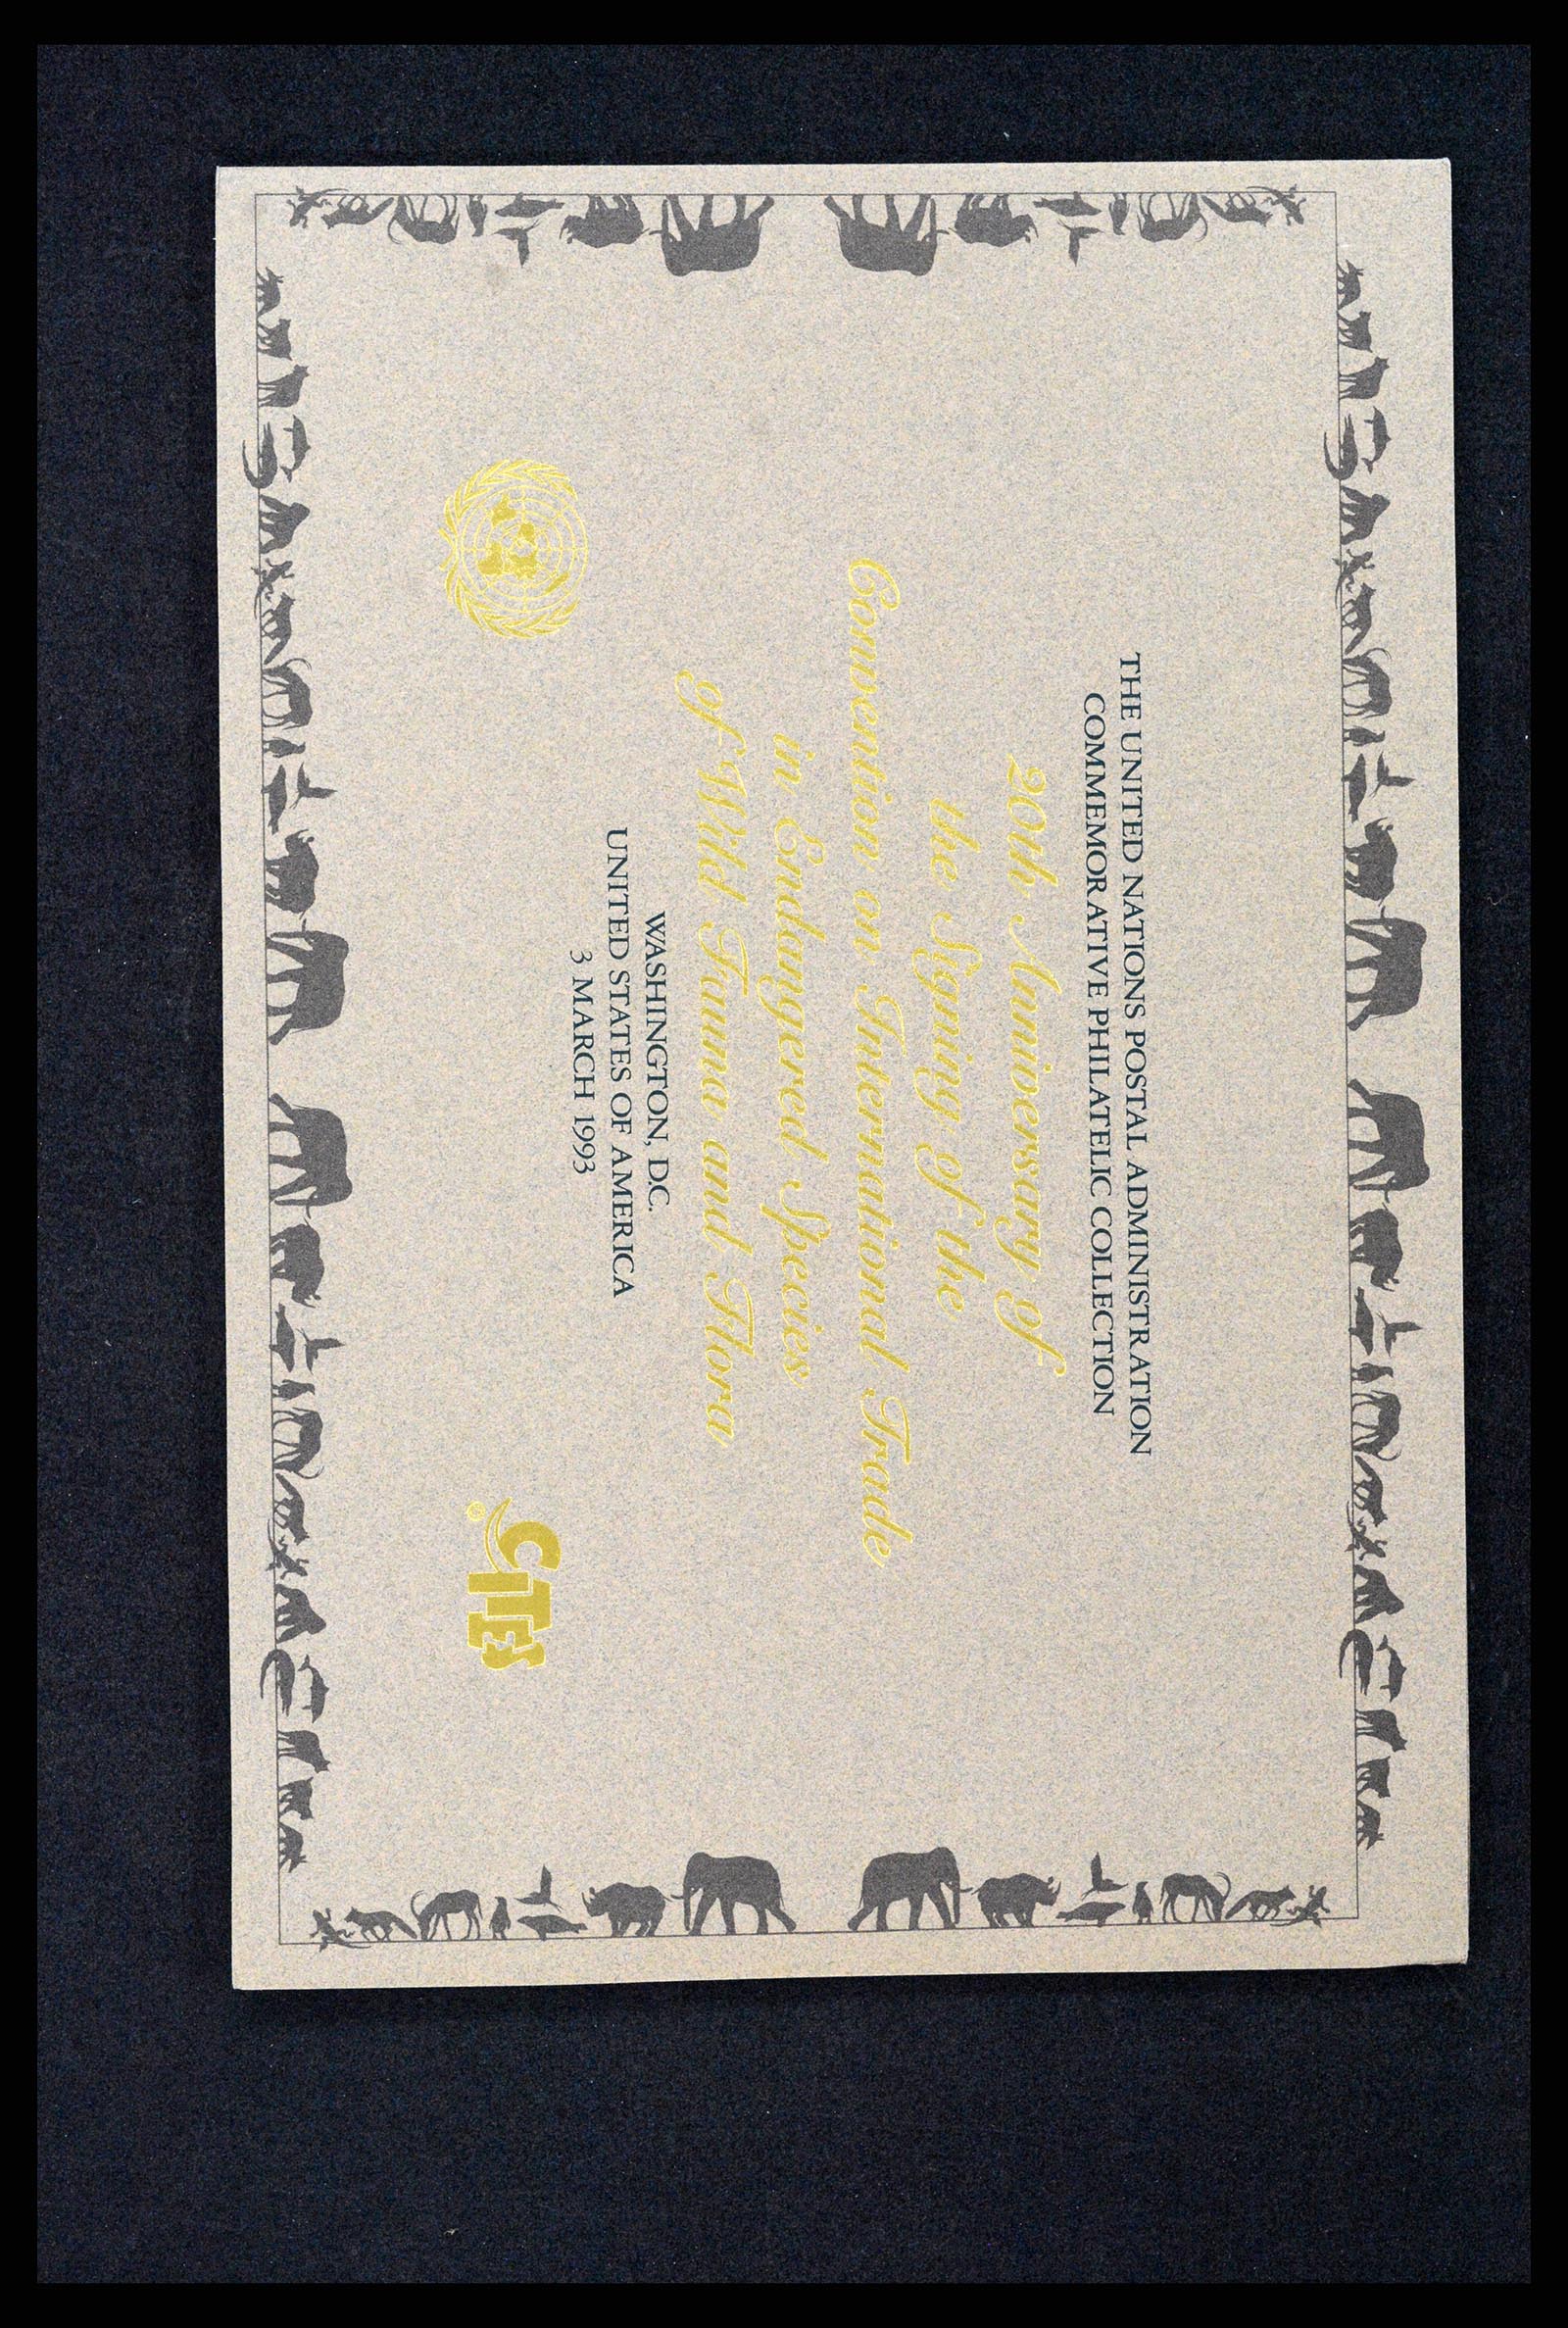 THE UNITED NATIONS POSTAL ADMINISTRATION
COMMEMORATIVE PHILATELIC COLLECTION
20th Anniversary of
the Signing of the
Convention on International Trade
in Endangered Species
of Wild Fauna and Flora
WASHINGTON, D.C.
UNITED STATES OF AMERICA
3 MARCH 1993
CITES
®